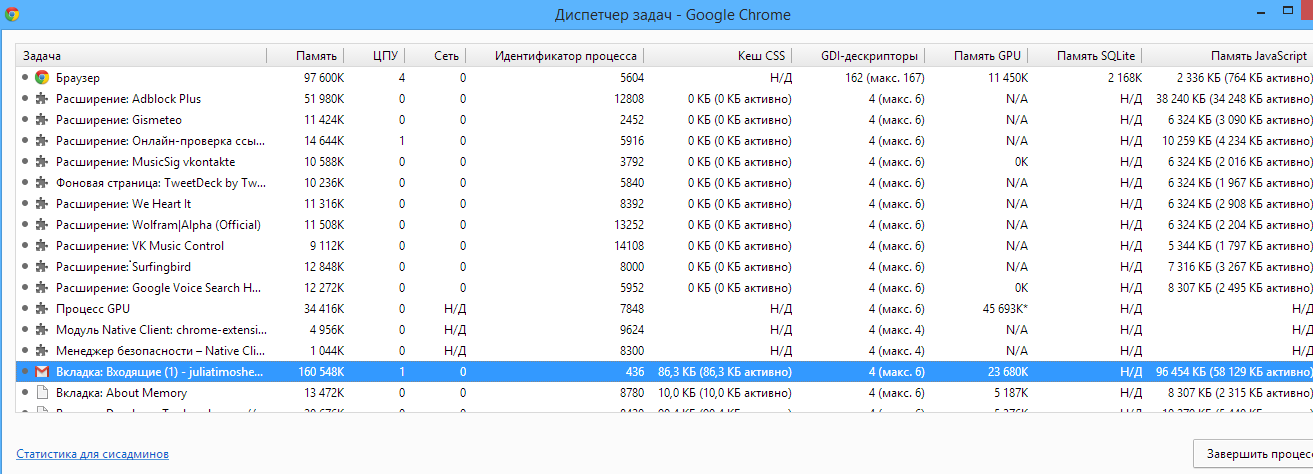 Диспетчер задач - Google Chrome
Задача Память ЦПУ Сеть Идентификатор процесса Кеш CSS GDI-дескрипторы Память GPU Память SQLite Память JavaScript
Браузер 97 600K 4 0 5604 Н/Д 162 (макс. 167) 11 450K 2 168K 2 336 КБ (764 КБ активно)
Расширение: Adblock Plus 51 980K 0 0 12808 0 КБ (0 КБ активно) 4 (макс. 6) N/A Н/Д 38 240 КБ (34 248 КБ активно)
Расширение: Gismeteo 11 424K 0 0 2452 0 КБ (0 КБ активно) 4 (макс. 6) N/A Н/Д 6 324 КБ (3 090 КБ активно)
Расширение: Онлайн-проверка ссы... 14 644K 1 0 5916 0 КБ (0 КБ активно) 4 (макс. 6) N/A Н/Д 10 259 КБ (4 234 КБ активно)
Расширение: MusicSig vkontakte 10 588K 0 0 3792 0 КБ (0 КБ активно) 4 (макс. 6) 0K Н/Д 6 324 КБ (2 016 КБ активно)
Фоновая страница: TweetDeck by Tw... 10 236K 0 0 5840 0 КБ (0 КБ активно) 4 (макс. 6) N/A Н/Д 6 324 КБ (1 967 КБ активно)
Расширение: We Heart It 11 316K 0 0 8392 0 КБ (0 КБ активно) 4 (макс. 6) N/A Н/Д 6 324 КБ (2 908 КБ активно)
Расширение: Wolfram|Alpha (Official) 11 508K 0 0 13252 0 КБ (0 КБ активно) 4 (макс. 6) N/A Н/Д 6 324 КБ (2 204 КБ активно)
Расширение: VK Music Control 9 112K 0 0 14108 0 КБ (0 КБ активно) 4 (макс. 6) N/A Н/Д 5 344 КБ (1 797 КБ активно)
Расширение: Surfingbird 12 848K 0 0 8000 0 КБ (0 КБ активно) 4 (макс. 6) N/A Н/Д 7 316 КБ (3 267 КБ активно)
Расширение: Google Voice Search H... 12 272K 0 0 5952 0 КБ (0 КБ активно) 4 (макс. 6) 0K Н/Д 8 307 КБ (2 495 КБ активно)
Процесс GPU 34 416K 0 Н/Д 7848 Н/Д 4 (макс. 6) 45 693K* Н/Д Н/Д
Модуль Native Client: chrome-extensi... 4 956K 0 Н/Д 9624 Н/Д 4 (макс. 4) N/A Н/Д Н/Д
Менеджер безопасности – Native Cli... 1 044K 0 Н/Д 8300 Н/Д 4 (макс. 4) N/A Н/Д Н/Д
Вкладка: Входящие (1) - juliatimoshe... 160 548K 1 0 436 86,3 КБ (86,3 КБ активно) 4 (макс. 6) 23 680K Н/Д 96 454 КБ (58 129 КБ активно)
Вкладка: About Memory 13 472K 0 0 8780 10,0 КБ (10,0 КБ активно) 4 (макс. 6) 5 187K Н/Д 8 307 КБ (2 315 КБ активно)
Статистика для сисадминов
Завершить процесс